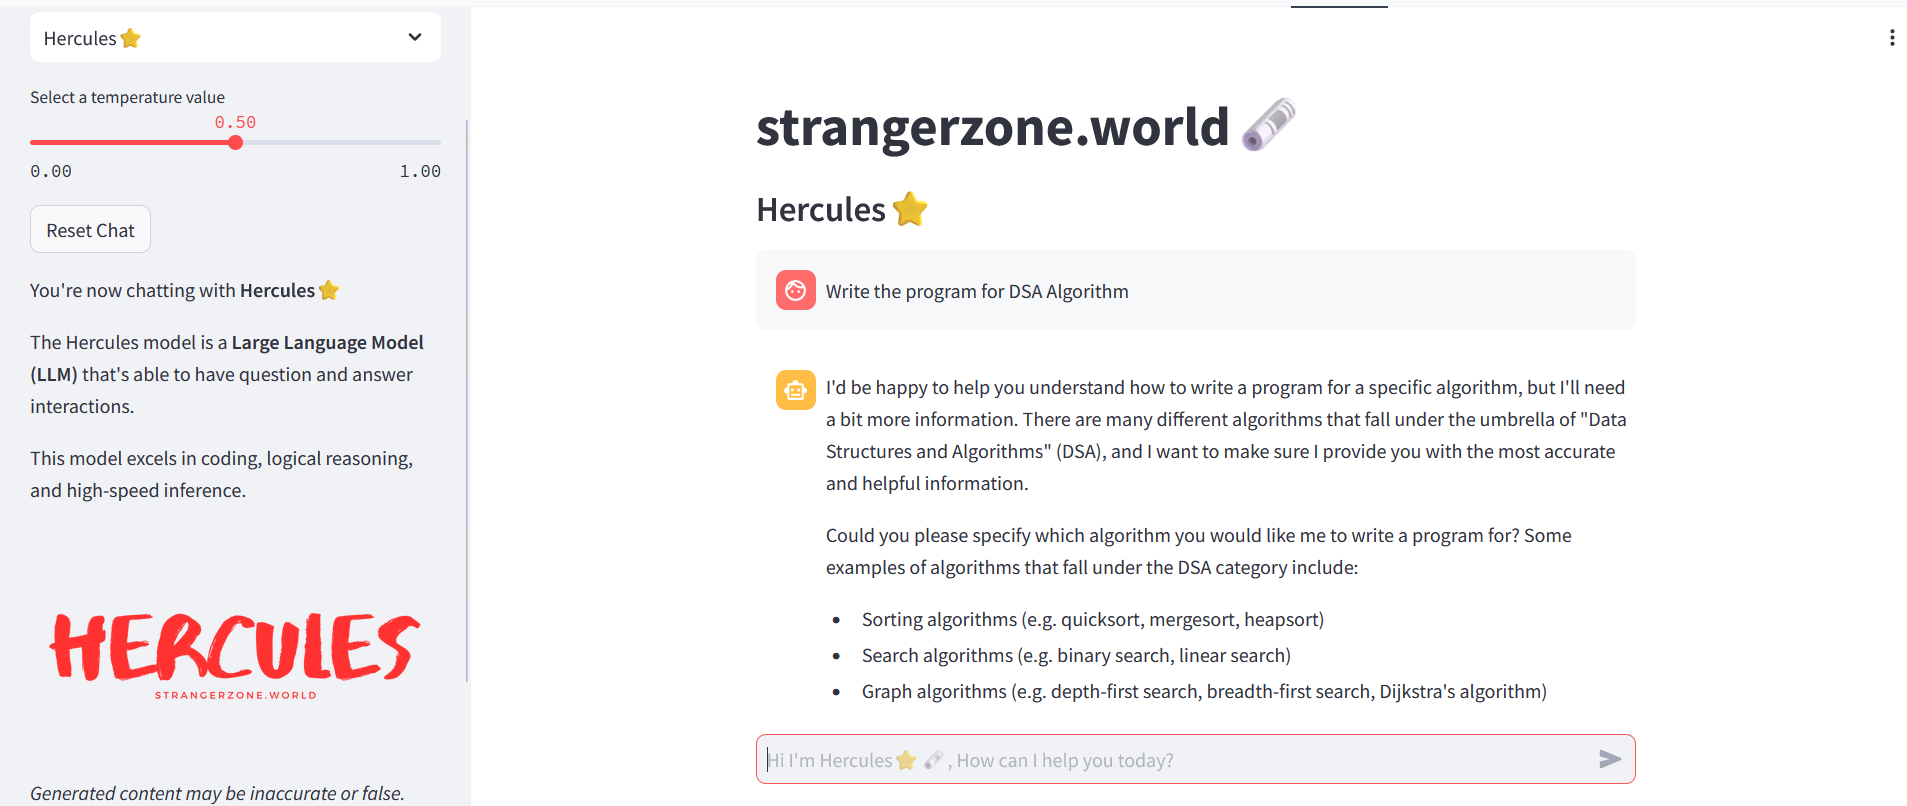 Hercules⭐
Select a temperature value
0.50
0.00 1.00
Reset Chat
You're now chatting with Hercules⭐
The Hercules model is a Large Language Model
(LLM) that's able to have question and answer
interactions.
This model excels in coding, logical reasoning,
and high-speed inference.
HERCULES
STRANGERZONE.WORLD
Generated content may be inaccurate or false.
strangerzone.world 🗞️
Hercules⭐
Write the program for DSA Algorithm
I'd be happy to help you understand how to write a program for a specific algorithm, but I'll need
a bit more information. There are many different algorithms that fall under the umbrella of "Data
Structures and Algorithms" (DSA), and I want to make sure I provide you with the most accurate
and helpful information.
Could you please specify which algorithm you would like me to write a program for? Some
examples of algorithms that fall under the DSA category include:
• Sorting algorithms (e.g. quicksort, mergesort, heapsort)
• Search algorithms (e.g. binary search, linear search)
• Graph algorithms (e.g. depth-first search, breadth-first search, Dijkstra's algorithm)
Hi I'm Hercules⭐ 🗞️, How can I help you today?